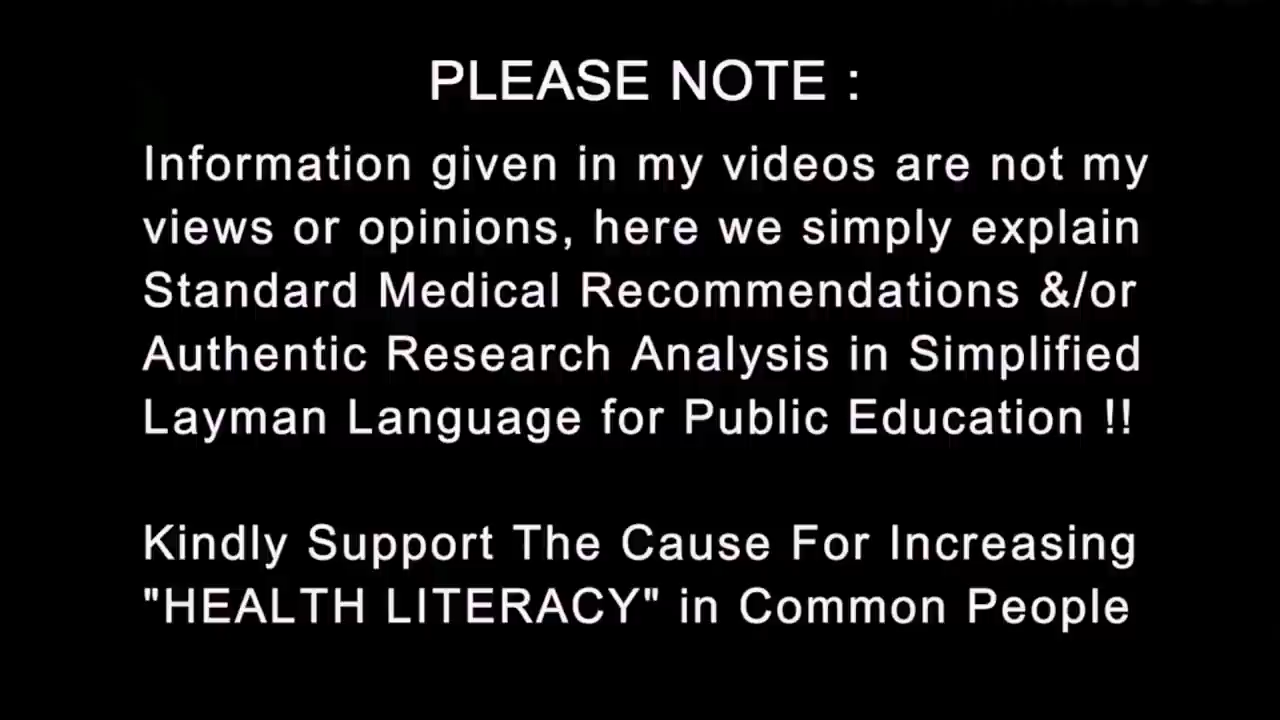 PLEASE NOTE :
Information given in my videos are not my
views or opinions, here we simply explain
Standard Medical Recommendations &/or
Authentic Research Analysis in Simplified
Layman Language for Public Education !!
Kindly Support The Cause For Increasing
"HEALTH LITERACY" in Common People